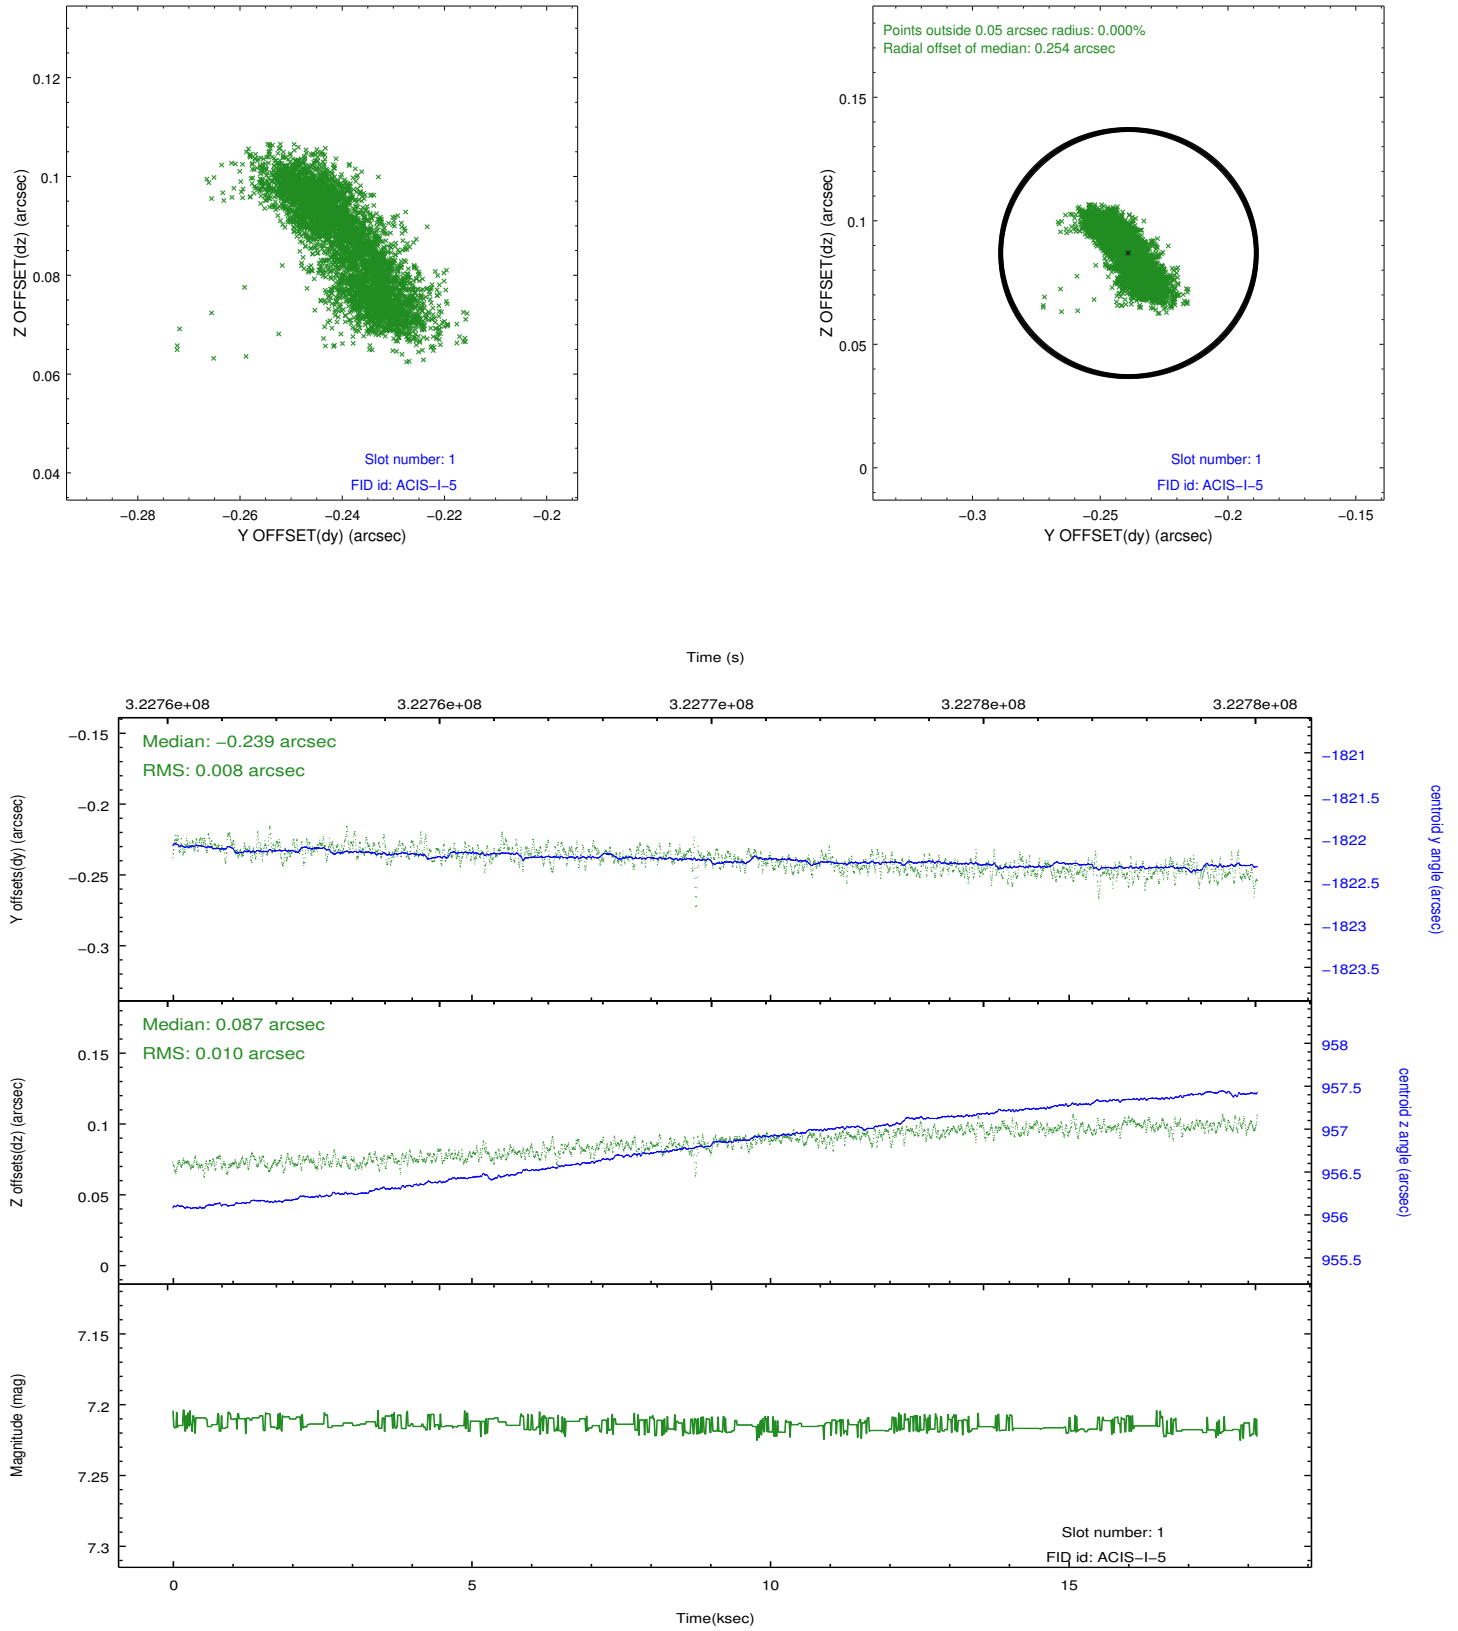 0.12
0.1
0.08
0.06
0.04
Z OFFSET(dz) (arcsec)
Slot number: 1
FID id: ACIS−I−5
−0.28
−0.26
−0.24
−0.22
−0.2
Y OFFSET(dy) (arcsec)
Points outside 0.05 arcsec radius: 0.000%
Radial offset of median: 0.254 arcsec
0.15
0.1
0.05
0
Z OFFSET(dz) (arcsec)
Slot number: 1
FID id: ACIS−I−5
−0.3
−0.25
−0.2
−0.15
Y OFFSET(dy) (arcsec)
Time (s)
3.2276e+08
3.2276e+08
3.2277e+08
3.2278e+08
3.2278e+08
Median: −0.239 arcsec
RMS: 0.008 arcsec
−0.15
−0.2
−0.25
−0.3
Y offsets(dy) (arcsec)
−1821
−1821.5
−1822
−1822.5
−1823
−1823.5
centroid y angle (arcsec)
Median: 0.087 arcsec
RMS: 0.010 arcsec
0.15
0.1
0.05
0
Z offsets(dz) (arcsec)
958
957.5
957
956.5
956
955.5
centroid z angle (arcsec)
7.15
7.2
7.25
7.3
Magnitude (mag)
Slot number: 1
FID id: ACIS−I−5
0
5
10
15
Time(ksec)